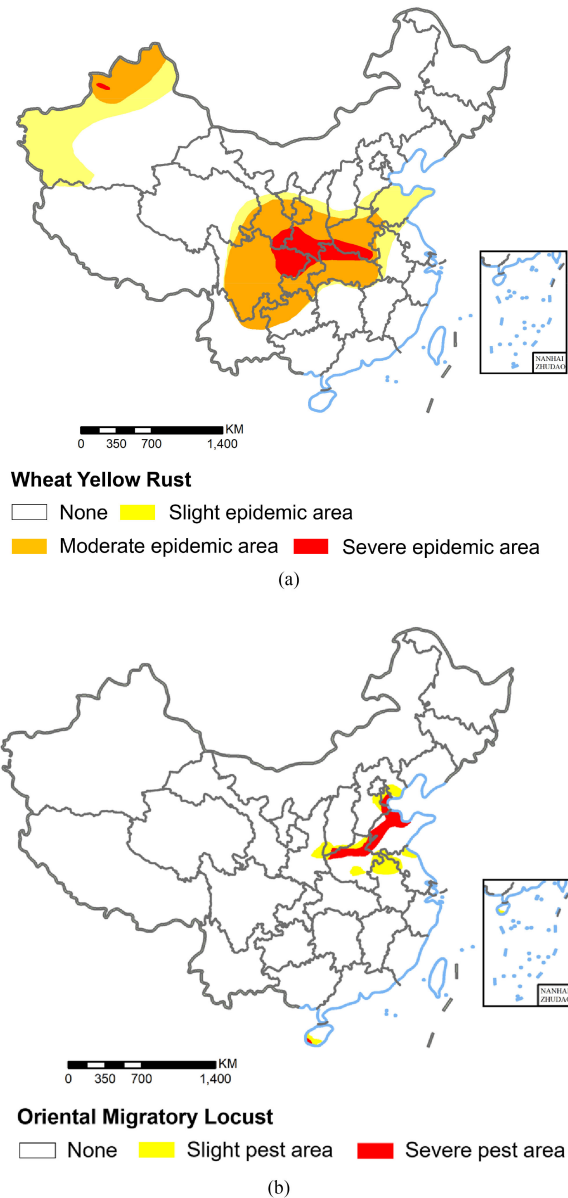 NANHAI
ZHUDAO
KM
0 350 700 1,400
Wheat Yellow Rust
None Slight epidemic area
Moderate epidemic area Severe epidemic area
(a)
NANHAI
ZHUDAO
KM
0 350 700 1,400
Oriental Migratory Locust
None Slight pest area Severe pest area
(b)